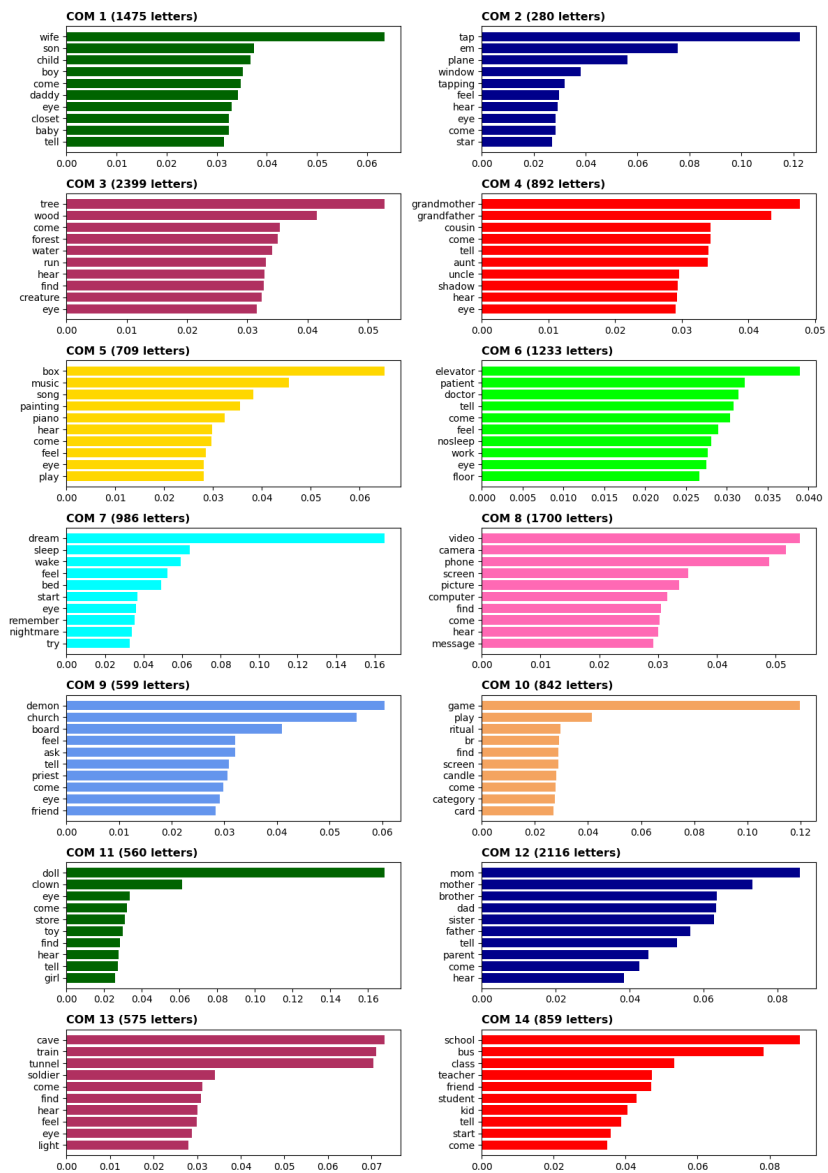 COM 1 (1475 letters)
wife
son
child
boy
come
daddy
eye
closet
baby
tell
0.00 0.01 0.02 0.03 0.04 0.05 0.06
COM 2 (280 letters)
tap
em
plane
window
tapping
feel
hear
eye
come
star
0.00 0.02 0.04 0.06 0.08 0.10 0.12
COM 3 (2399 letters)
tree
wood
come
forest
water
run
hear
find
creature
eye
0.00 0.01 0.02 0.03 0.04 0.05
COM 4 (892 letters)
grandmother
grandfather
cousin
come
tell
aunt
uncle
shadow
hear
eye
0.00 0.01 0.02 0.03 0.04 0.05
COM 5 (709 letters)
box
music
song
painting
piano
hear
come
feel
eye
play
0.00 0.01 0.02 0.03 0.04 0.05 0.06
COM 6 (1233 letters)
elevator
patient
doctor
tell
come
feel
nosleep
work
eye
floor
0.000 0.005 0.010 0.015 0.020 0.025 0.030 0.035 0.040
COM 7 (986 letters)
dream
sleep
wake
feel
bed
start
eye
remember
nightmare
try
0.00 0.02 0.04 0.06 0.08 0.10 0.12 0.14 0.16
COM 8 (1700 letters)
video
camera
phone
screen
picture
computer
find
come
hear
message
0.00 0.01 0.02 0.03 0.04 0.05
COM 9 (599 letters)
demon
church
board
feel
ask
tell
priest
come
eye
friend
0.00 0.01 0.02 0.03 0.04 0.05 0.06
COM 10 (842 letters)
game
play
ritual
br
find
screen
candle
come
category
card
0.00 0.02 0.04 0.06 0.08 0.10 0.12
COM 11 (560 letters)
doll
clown
eye
come
store
toy
find
hear
tell
girl
0.00 0.02 0.04 0.06 0.08 0.10 0.12 0.14 0.16
COM 12 (2116 letters)
mom
mother
brother
dad
sister
father
tell
parent
come
hear
0.00 0.02 0.04 0.06 0.08
COM 13 (575 letters)
cave
train
tunnel
soldier
come
find
hear
feel
eye
light
0.00 0.01 0.02 0.03 0.04 0.05 0.06 0.07
COM 14 (859 letters)
school
bus
class
teacher
friend
student
kid
tell
start
come
0.00 0.02 0.04 0.06 0.08